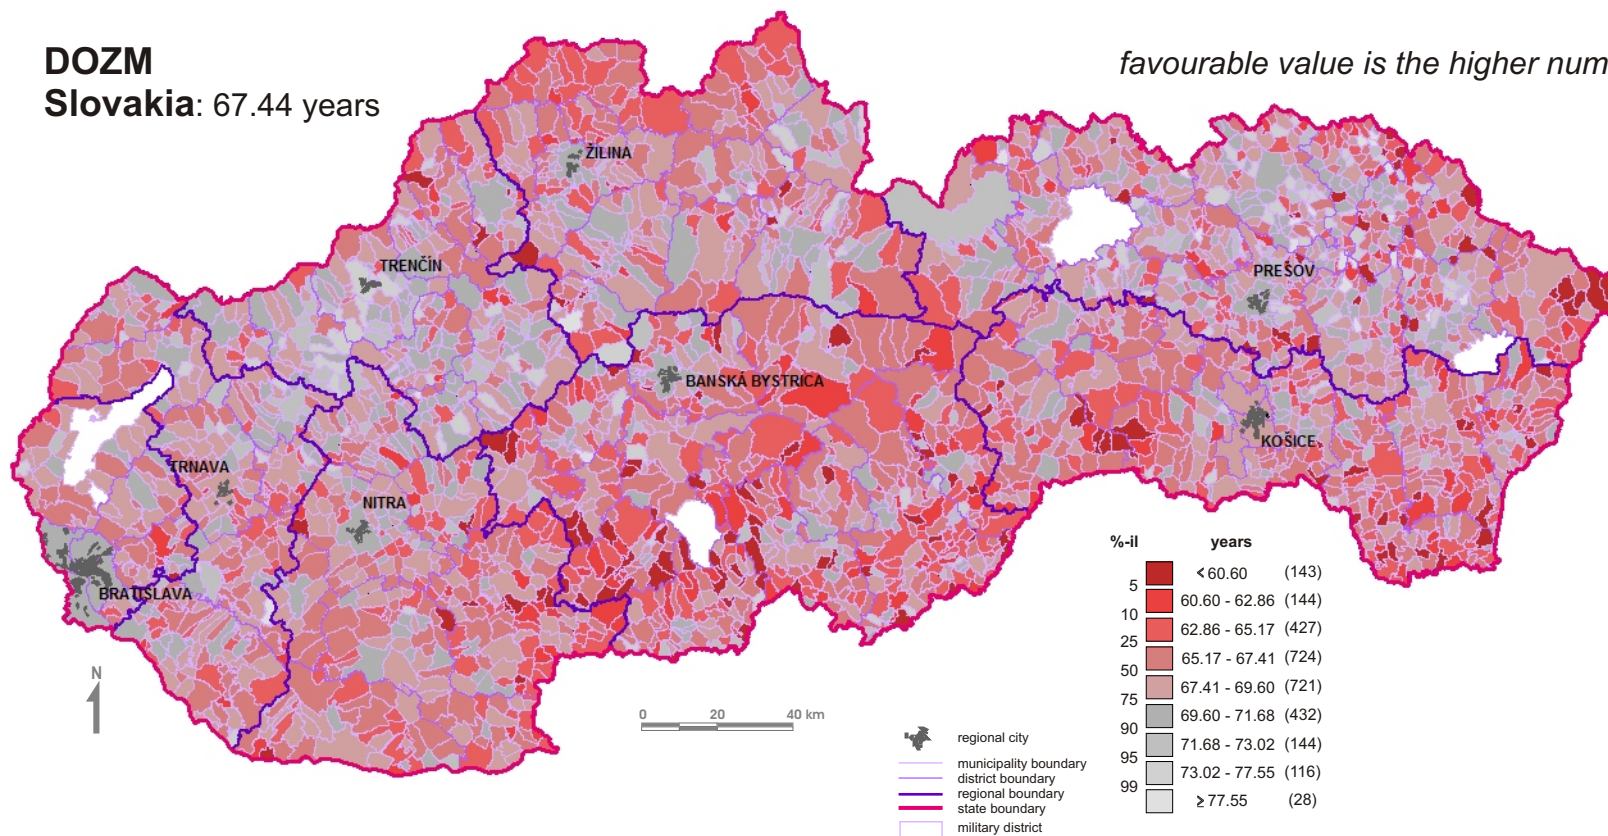 DOZM
Slovakia: 67.44 years
favourable value is the higher num
ŽILINA
TRENČÍN
PREŠOV
BANSKÁ BYSTRICA
KOŠICE
TRNAVA
NITRA
BRATISLAVA
N
0 20 40 km
regional city
municipality boundary
district boundary
regional boundary
state boundary
military district
%-il years
< 60.60 (143)
5
60.60 - 62.86 (144)
10
62.86 - 65.17 (427)
25
65.17 - 67.41 (724)
50
67.41 - 69.60 (721)
75
69.60 - 71.68 (432)
90
71.68 - 73.02 (144)
95
73.02 - 77.55 (116)
99
≥ 77.55 (28)